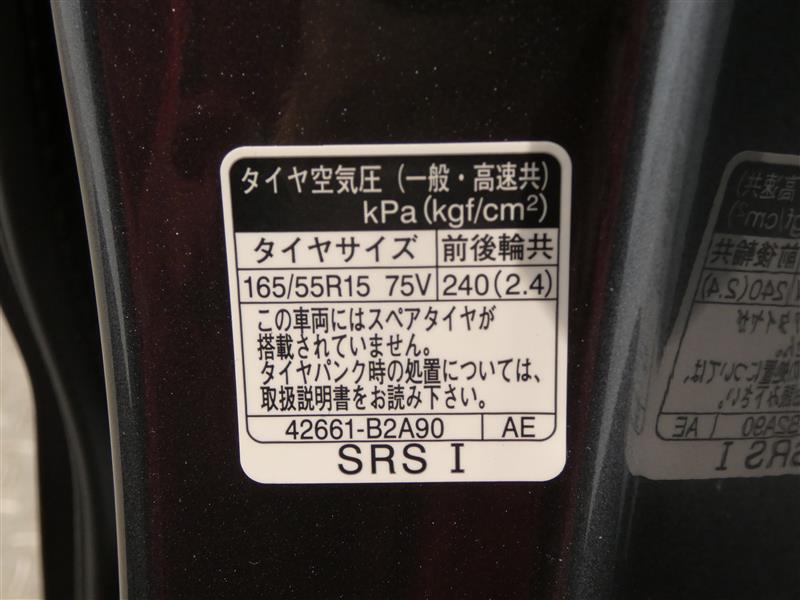 タイヤ空気圧(一般・高速共)
kPa(kgf/cm²)
タイヤサイズ 前後輪共
165/55R15 75V 240(2.4)
この車両にはスペアタイヤが
搭載されていません。
タイヤパンク時の処置については、
取扱説明書をお読み下さい。
42661-B2A90 AE
SRS I